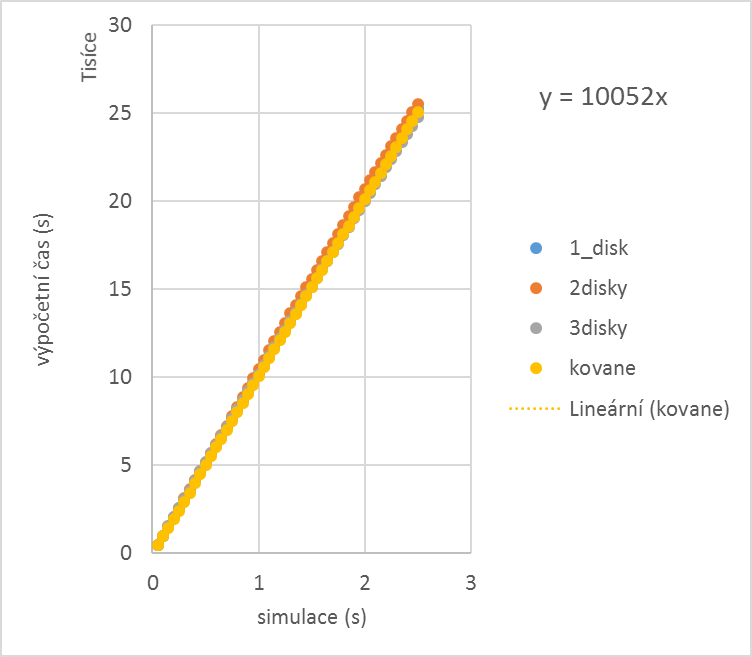 Tisíce
30
25
20
15
10
5
0
výpočetní čas (s)
0 1 2 3
simulace (s)
y = 10052x
1_disk
2disky
3disky
kovane
Lineární (kovane)